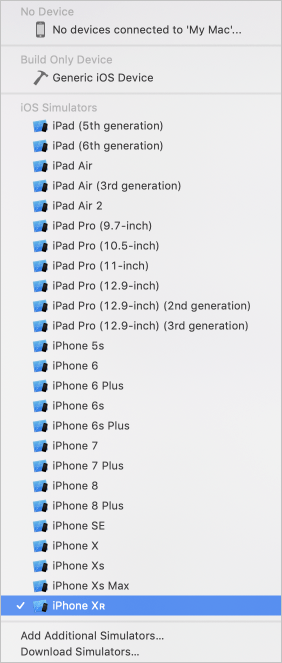 No Device
No devices connected to 'My Mac'...
Build Only Device
Generic iOS Device
iOS Simulators
iPad (5th generation)
iPad (6th generation)
iPad Air
iPad Air (3rd generation)
iPad Air 2
iPad Pro (9.7-inch)
iPad Pro (10.5-inch)
iPad Pro (11-inch)
iPad Pro (12.9-inch)
iPad Pro (12.9-inch) (2nd generation)
iPad Pro (12.9-inch) (3rd generation)
iPhone 5s
iPhone 6
iPhone 6 Plus
iPhone 6s
iPhone 6s Plus
iPhone 7
iPhone 7 Plus
iPhone 8
iPhone 8 Plus
iPhone SE
iPhone X
iPhone Xs
iPhone Xs Max
✓ iPhone Xʀ
Add Additional Simulators...
Download Simulators...